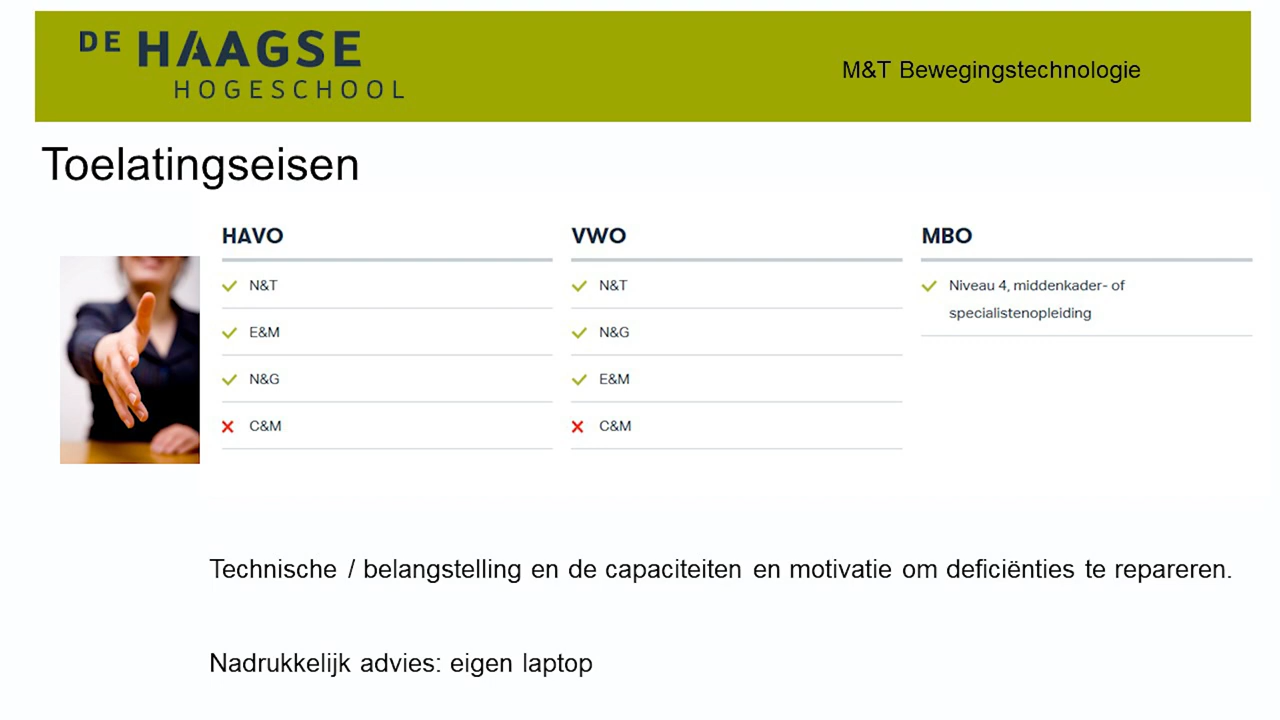 DE HAAGSE
HOGESCHOOL
M&T Bewegingstechnologie
Toelatingseisen
HAVO
N&T
E&M
N&G
C&M
VWO
N&T
N&G
E&M
C&M
MBO
Niveau 4, middenkader- of
specialistenopleiding
Technische / belangstelling en de capaciteiten en motivatie om deficiënties te repareren.
Nadrukkelijk advies: eigen laptop